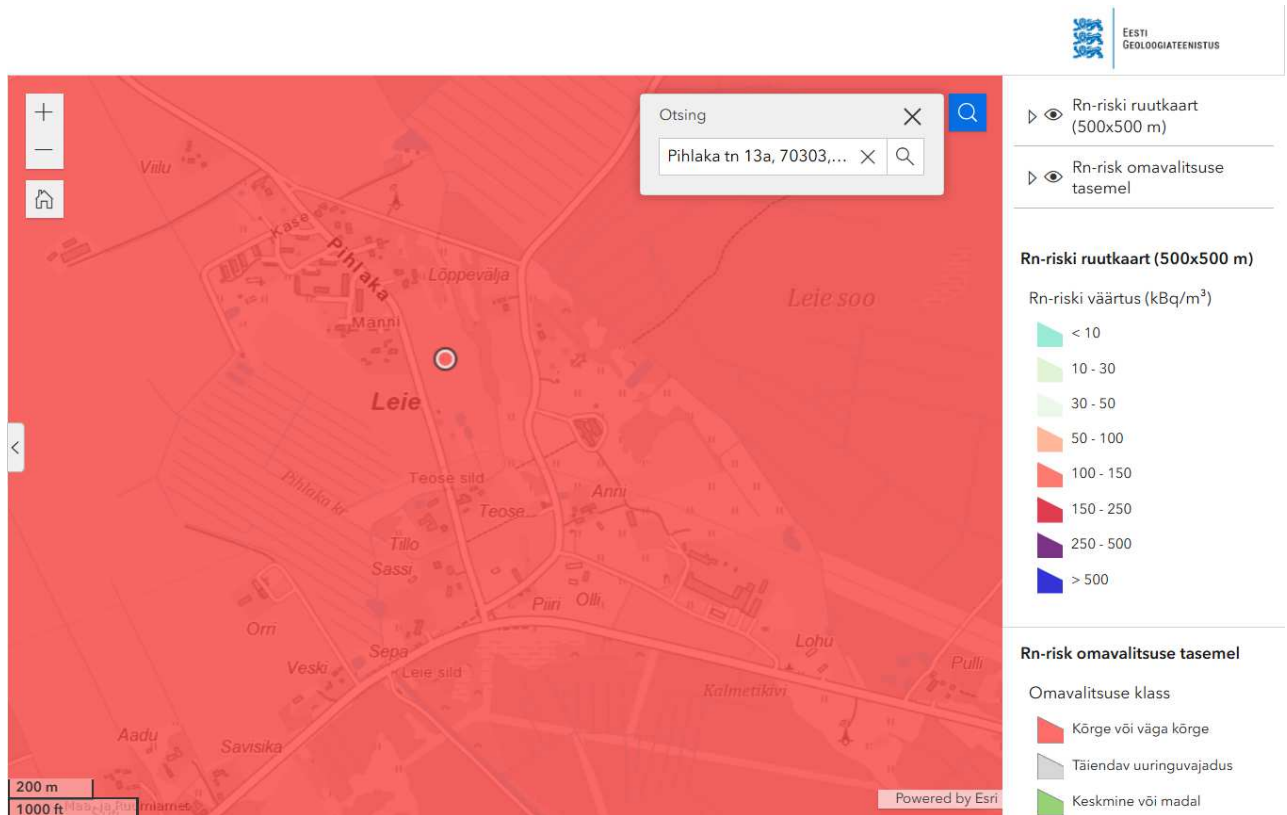 EESTI
GEOLOOGIATEENISTUS
Otsing
Pihlaka tn 13a, 70303,...
Viilu
Kase
Pihlaka
Lõppevälja
Leie soo
Männi
Leie
Pihlaka kr
Teose sild
Teose
Anni
Tillo
Sassi
Piiri
Olli
Orri
Sepa
Lohu
Veski
Leie sild
Pulli
Kalmetikivi
Aadu
Savisika
200 m
1000 ft
Powered by Esri
Rn-riski ruutkaart
(500x500 m)
Rn-risk omavalitsuse
tasemel
Rn-riski ruutkaart (500x500 m)
Rn-riski väärtus (kBq/m³)
< 10
10 - 30
30 - 50
50 - 100
100 - 150
150 - 250
250 - 500
> 500
Rn-risk omavalitsuse tasemel
Omavalitsuse klass
Kõrge või väga kõrge
Täiendav uuringuvajadus
Keskmine või madal